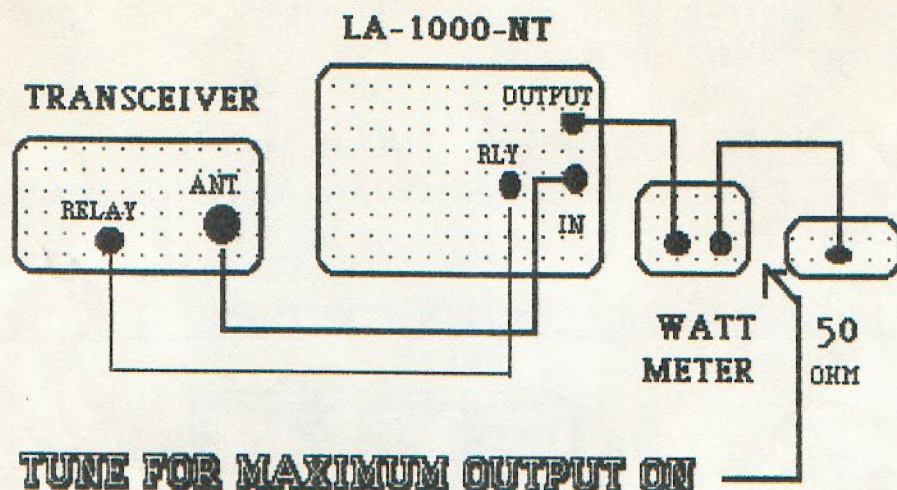 LA-1000-NT
TRANSCEIVER
OUTPUT
RLY
ANT.
RELAY
IN
WATT
METER
50
OHM
TUNE FOR MAXIMUM OUTPUT ON